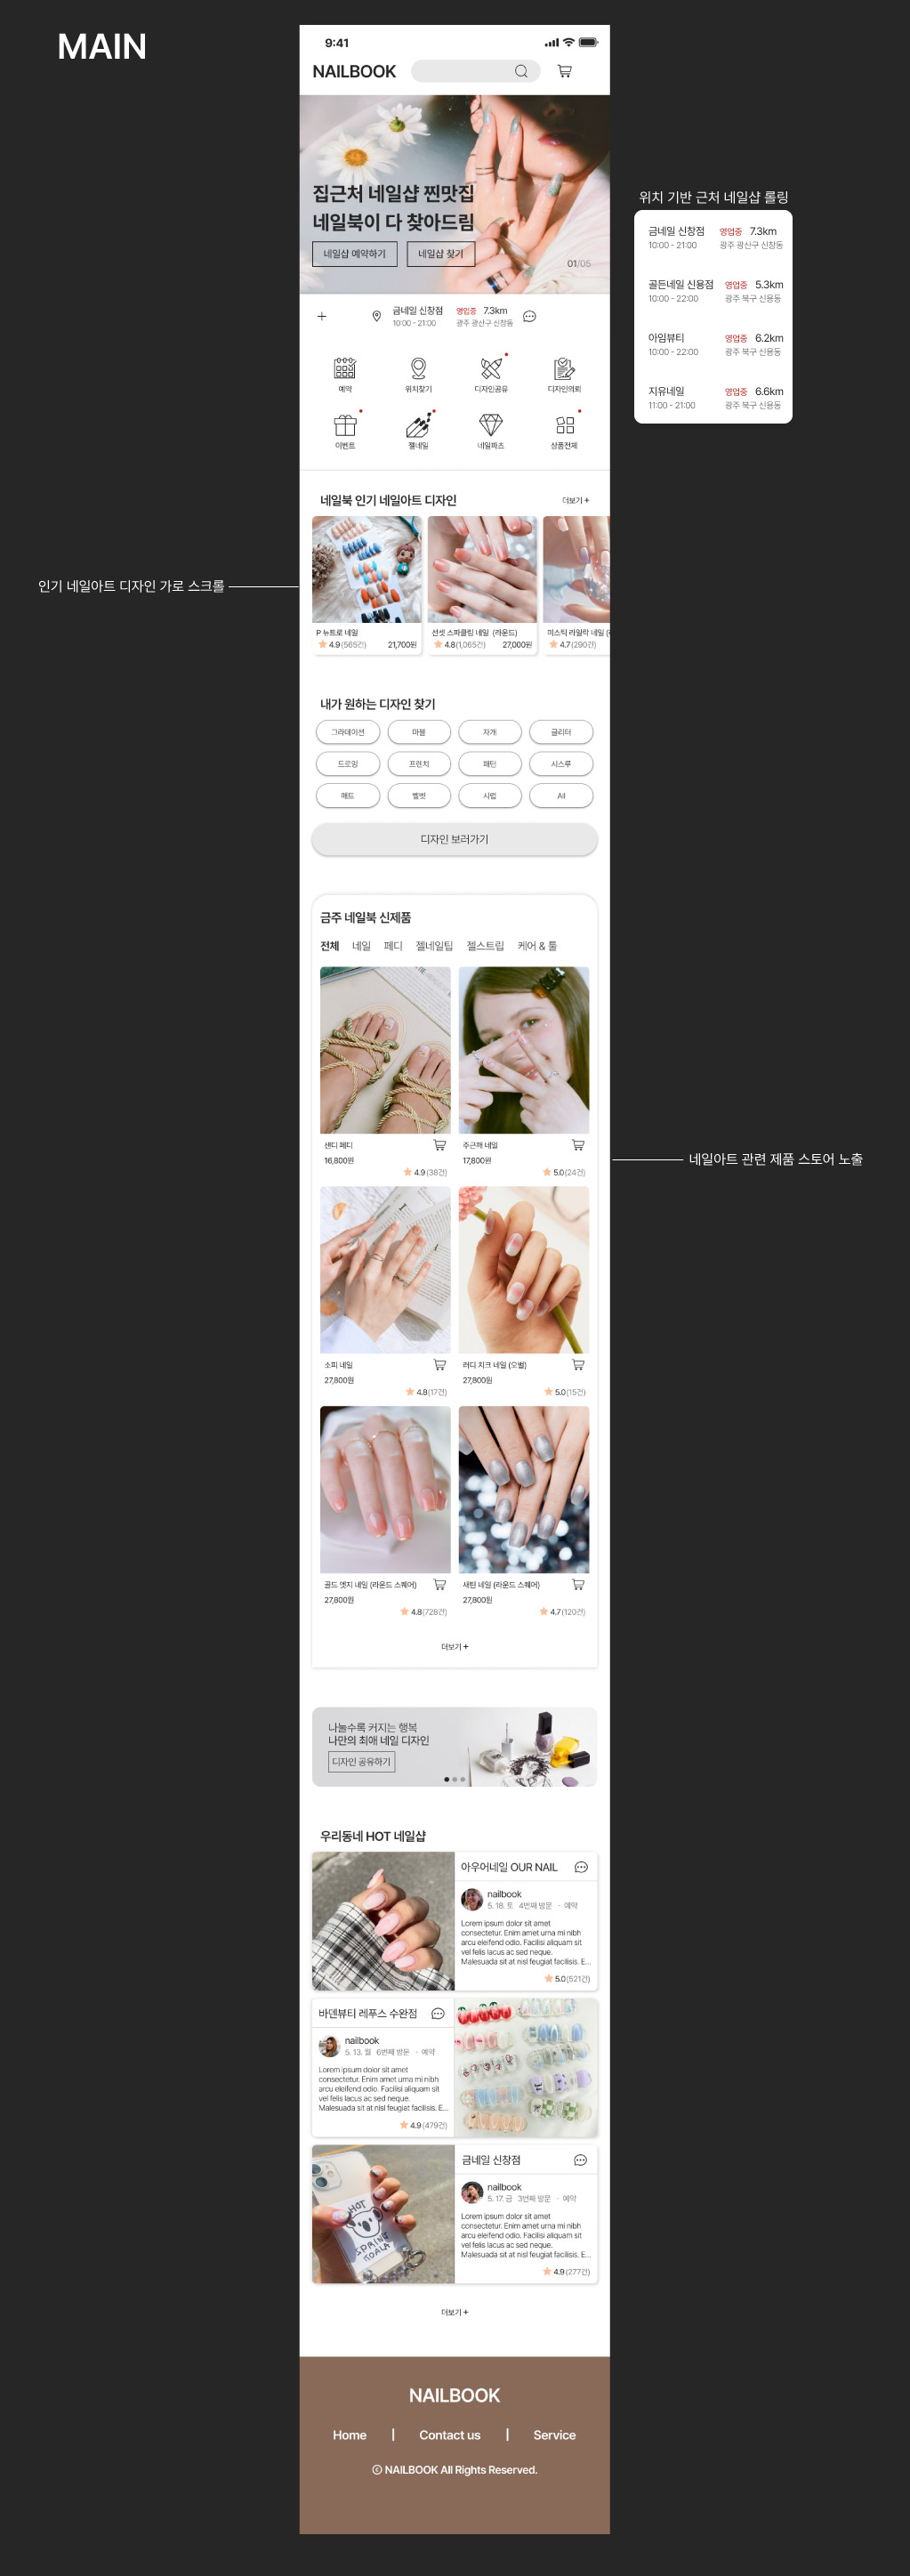 MAIN
9:41
NAILBOOK
집근처 네일샵 찐맛집
네일북이 다 찾아드림
네일샵 예약하기
네일샵 찾기
01/05
위치 기반 근처 네일샵 롤링
금네일 신창점 영업중 7.3km
10:00 - 21:00 광주 광산구 신창동
골든네일 신용점 영업중 5.3km
10:00 - 22:00 광주 북구 신용동
아임뷰티 영업중 6.2km
10:00 - 22:00 광주 북구 신용동
지유네일 영업중 6.6km
11:00 - 21:00 광주 북구 신용동
금네일 신창점 영업중 7.3km
10:00 - 21:00 광주 광산구 신창동
예약 위치찾기 디자인공유 디자인의뢰
이벤트 젤네일 네일파츠 상품전체
네일북 인기 네일아트 디자인 더보기 +
인기 네일아트 디자인 가로 스크롤
P 뉴트로 네일
4.9(565건) 21,700원
선셋 스파클링 네일 (라운드)
4.8(1,065건) 27,000원
미스틱 라일락 네일
4.7(290건)
내가 원하는 디자인 찾기
그라데이션 마블 자개 글리터
드로잉 프렌치 패턴 시스루
매트 벨벳 시럽 All
디자인 보러가기
금주 네일북 신제품
전체 네일 페디 젤네일팁 젤스트립 케어 & 툴
샌디 페디
16,800원
4.9(38건)
주근깨 네일
17,800원
5.0(24건)
네일아트 관련 제품 스토어 노출
소피 네일
27,800원
4.8(17건)
러디 치크 네일 (오벌)
27,800원
5.0(15건)
골드 엣지 네일 (라운드 스퀘어)
27,800원
4.8(728건)
새틴 네일 (라운드 스퀘어)
27,800원
4.7(120건)
더보기 +
나눌수록 커지는 행복
나만의 최애 네일 디자인
디자인 공유하기
우리동네 HOT 네일샵
아우어네일 OUR NAIL
nailbook
5. 18. 토 4번째 방문 · 예약
Lorem ipsum dolor sit amet
consectetur. Enim amet urna mi nibh
arcu eleifend odio. Facilisi aliquam sit
vel felis lacus ac sed neque.
Malesuada sit at nisl feugiat facilisis. E...
5.0(521건)
바덴뷰티 레푸스 수완점
nailbook
5. 13. 월 6번째 방문 · 예약
Lorem ipsum dolor sit amet
consectetur. Enim amet urna mi nibh
arcu eleifend odio. Facilisi aliquam sit
vel felis lacus ac sed neque.
Malesuada sit at nisl feugiat facilisis. E...
4.9(479건)
HOT
SPRING
KOALA
금네일 신창점
nailbook
5. 17. 금 3번째 방문 · 예약
Lorem ipsum dolor sit amet
consectetur. Enim amet urna mi nibh
arcu eleifend odio. Facilisi aliquam sit
vel felis lacus ac sed neque.
Malesuada sit at nisl feugiat facilisis. E...
4.9(277건)
더보기 +
NAILBOOK
Home | Contact us | Service
© NAILBOOK All Rights Reserved.